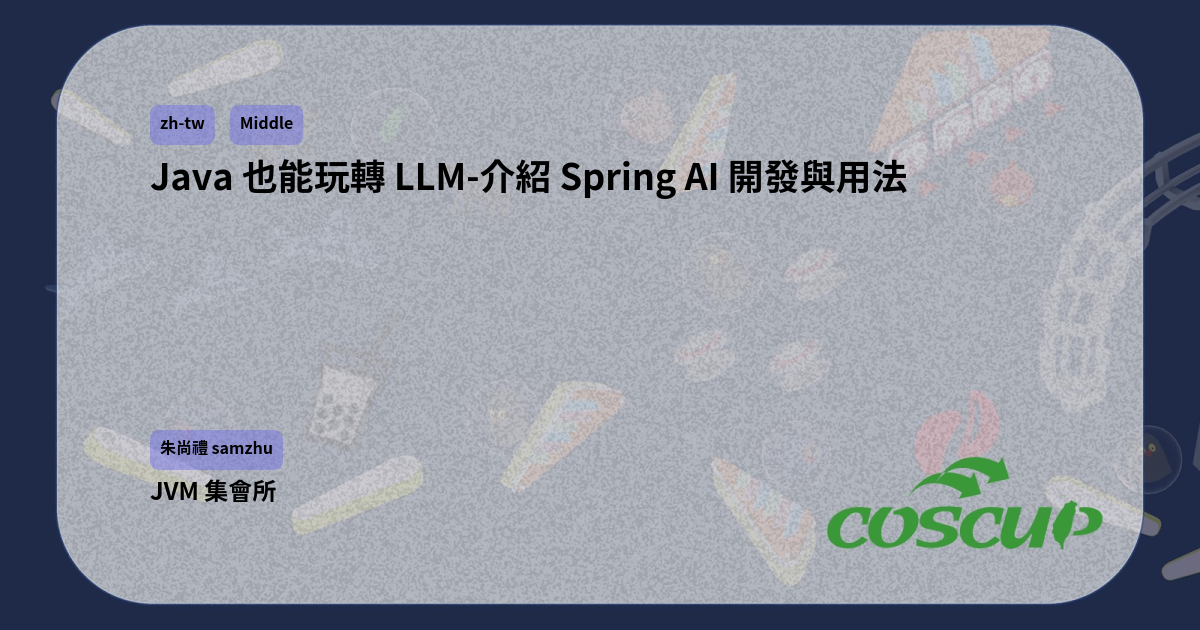 zh-tw Middle
Java 也能玩轉 LLM-介紹 Spring AI 開發與用法
朱尚禮 samzhu
JVM 集會所
COSCUP